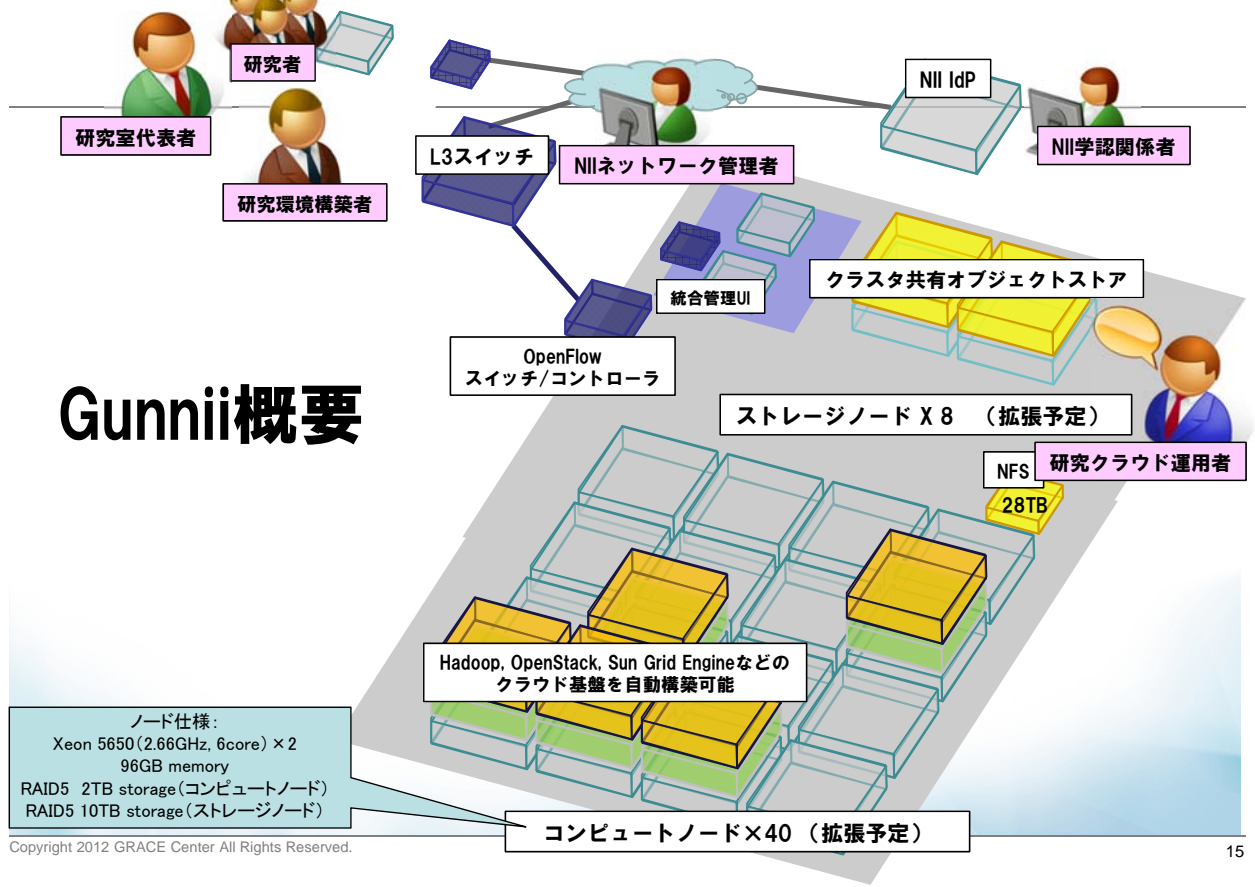 研究者
研究室代表者
研究環境構築者
L3スイッチ
NIIネットワーク管理者
NII IdP
NII学認関係者
統合管理UI
クラスタ共有オブジェクトストア
OpenFlow
スイッチ/コントローラ
Gunnii概要
ストレージノード X 8 （拡張予定）
研究クラウド運用者
NFS
28TB
Hadoop, OpenStack, Sun Grid Engineなどの
クラウド基盤を自動構築可能
ノード仕様：
Xeon 5650（2.66GHz, 6core）×2
96GB memory
RAID5 2TB storage（コンピュートノード）
RAID5 10TB storage（ストレージノード）
コンピュートノード×40 （拡張予定）
Copyright 2012 GRACE Center All Rights Reserved.
15